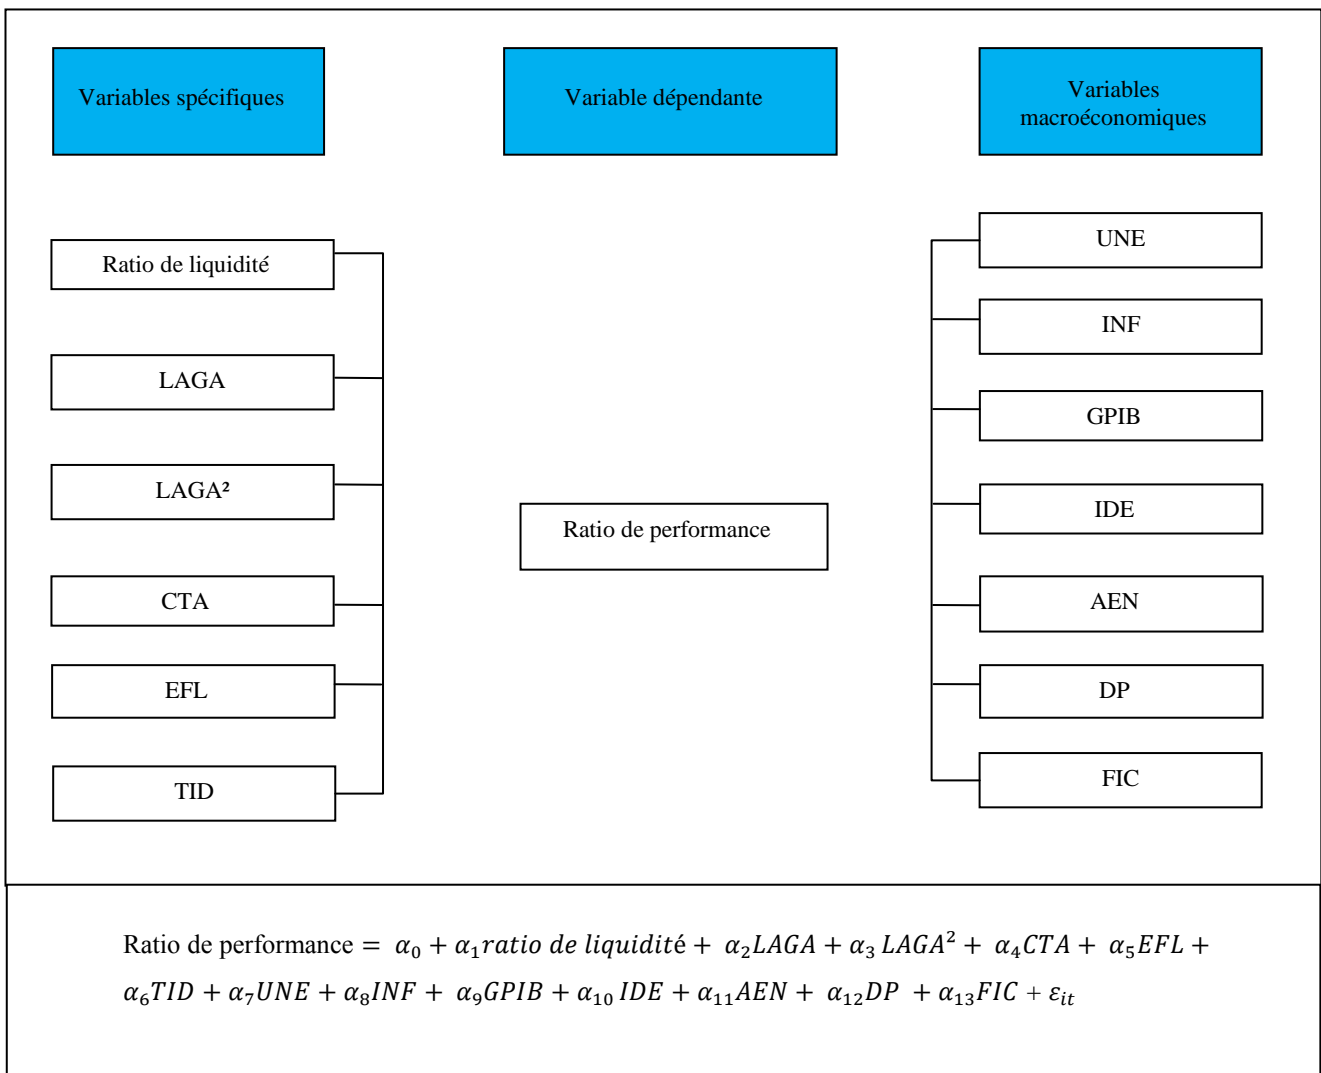 Variables spécifiques
Variable dépendante
Variables
macroéconomiques
Ratio de liquidité
LAGA
LAGA²
CTA
EFL
TID
Ratio de performance
UNE
INF
GPIB
IDE
AEN
DP
FIC
Ratio de performance = α₀ + α₁ratio de liquidité + α₂LAGA + α₃ LAGA² + α₄CTA + α₅EFL +
α₆TID + α₇UNE + α₈INF + α₉GPIB + α₁₀ IDE + α₁₁AEN + α₁₂DP + α₁₃FIC + εᵢₜ